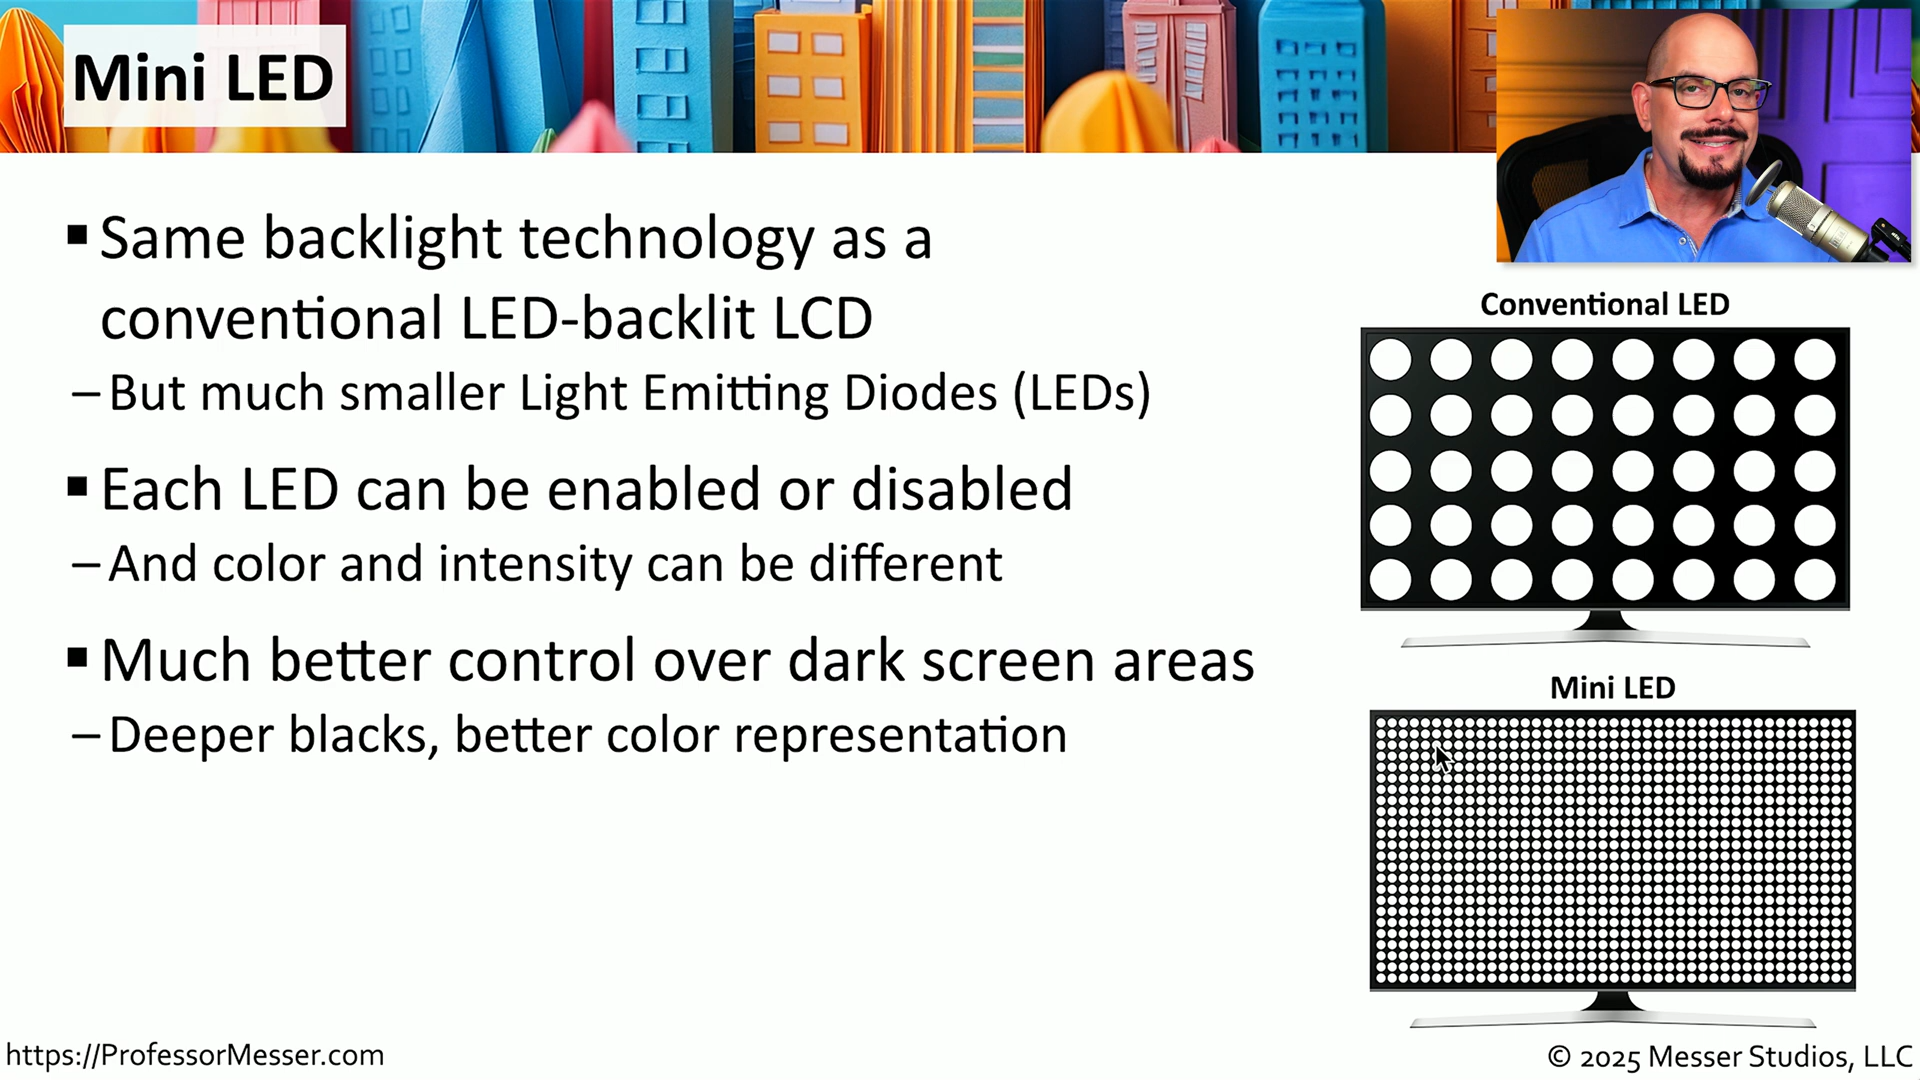 Mini LED
▪ Same backlight technology as a
conventional LED-backlit LCD
– But much smaller Light Emitting Diodes (LEDs)
▪ Each LED can be enabled or disabled
– And color and intensity can be different
▪ Much better control over dark screen areas
– Deeper blacks, better color representation
Conventional LED
Mini LED
https://ProfessorMesser.com
© 2025 Messer Studios, LLC